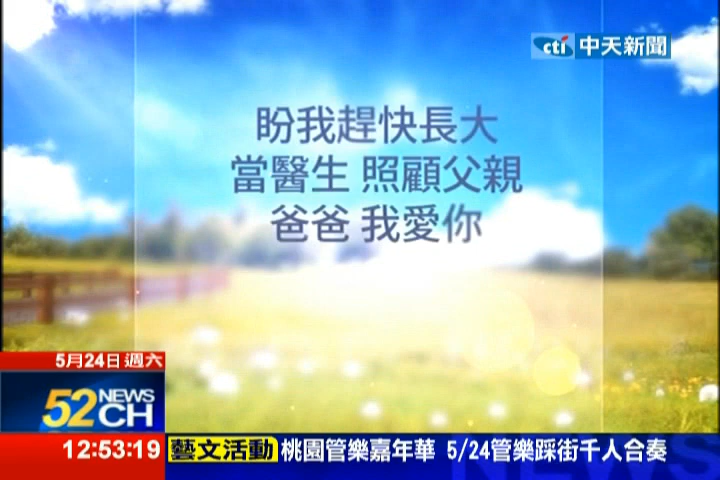 cti 中天新聞
盼我趕快長大
當醫生 照顧父親
爸爸 我愛你
5月24日 週六
52 NEWS CH
12:53:19
藝文活動 桃園管樂嘉年華 5/24管樂踩街千人合奏
NEWS